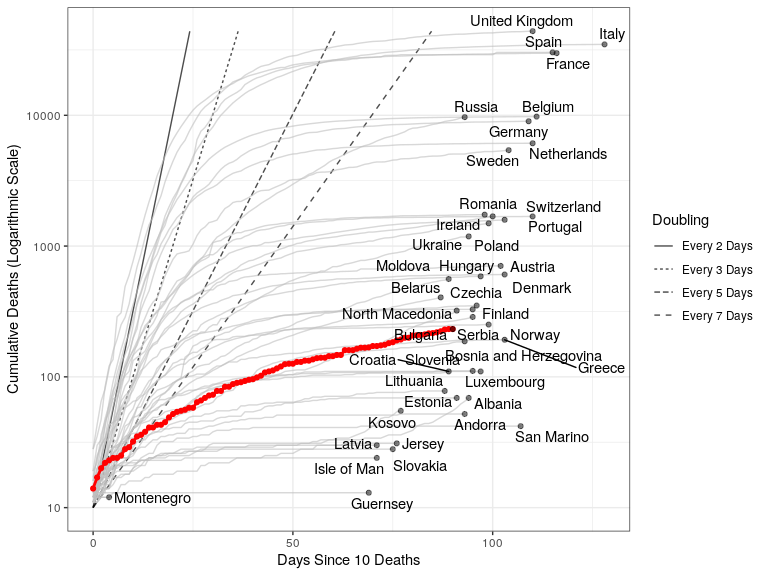 United Kingdom
Italy
Spain
France
Russia
Belgium
10000
Germany
Netherlands
Sweden
Romania
Switzerland
Ireland
Portugal
1000
Ukraine
Poland
Moldova
Hungary
Austria
Belarus
Czechia
Denmark
North Macedonia
Finland
Bulgaria
Serbia
Norway
Croatia
Slovenia
Bosnia and Herzegovina
Greece
100
Lithuania
Luxembourg
Estonia
Albania
Kosovo
Andorra
San Marino
Latvia
Jersey
Isle of Man
Slovakia
Montenegro
Guernsey
10
0
50
100
Days Since 10 Deaths
Cumulative Deaths (Logarithmic Scale)
Doubling
Every 2 Days
Every 3 Days
Every 5 Days
Every 7 Days